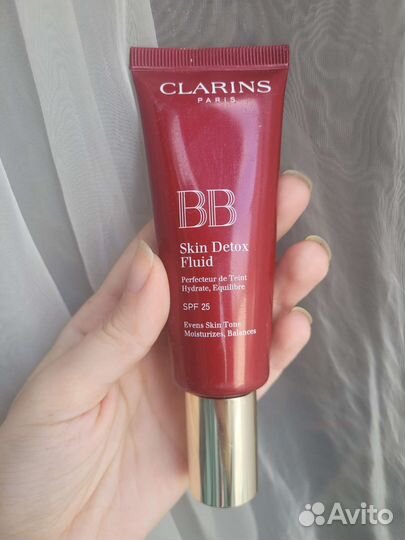 CLARINS
PARIS
BB
Skin Detox
Fluid
Perfecteur de Teint
Hydrate, Equilibre
SPF 25
Evens Skin Tone
Moisturizes, Balances
Avito